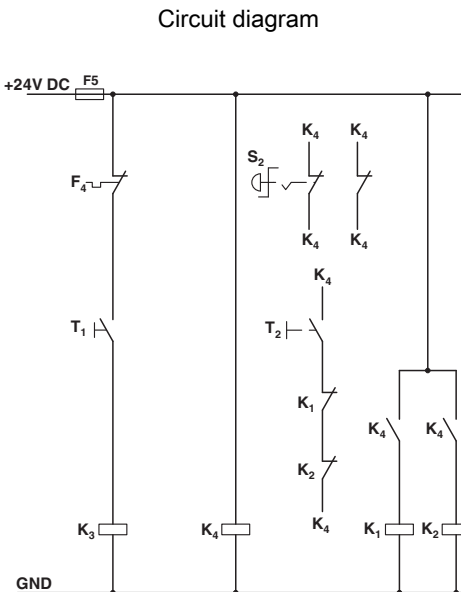 Circuit diagram
+24V DC F5
K₄ K₄
S₂
F₄
K₄ K₄
K₄
T₁ T₂
K₁
K₄ K₄
K₂
K₄
K₃ K₄ K₁ K₂
GND